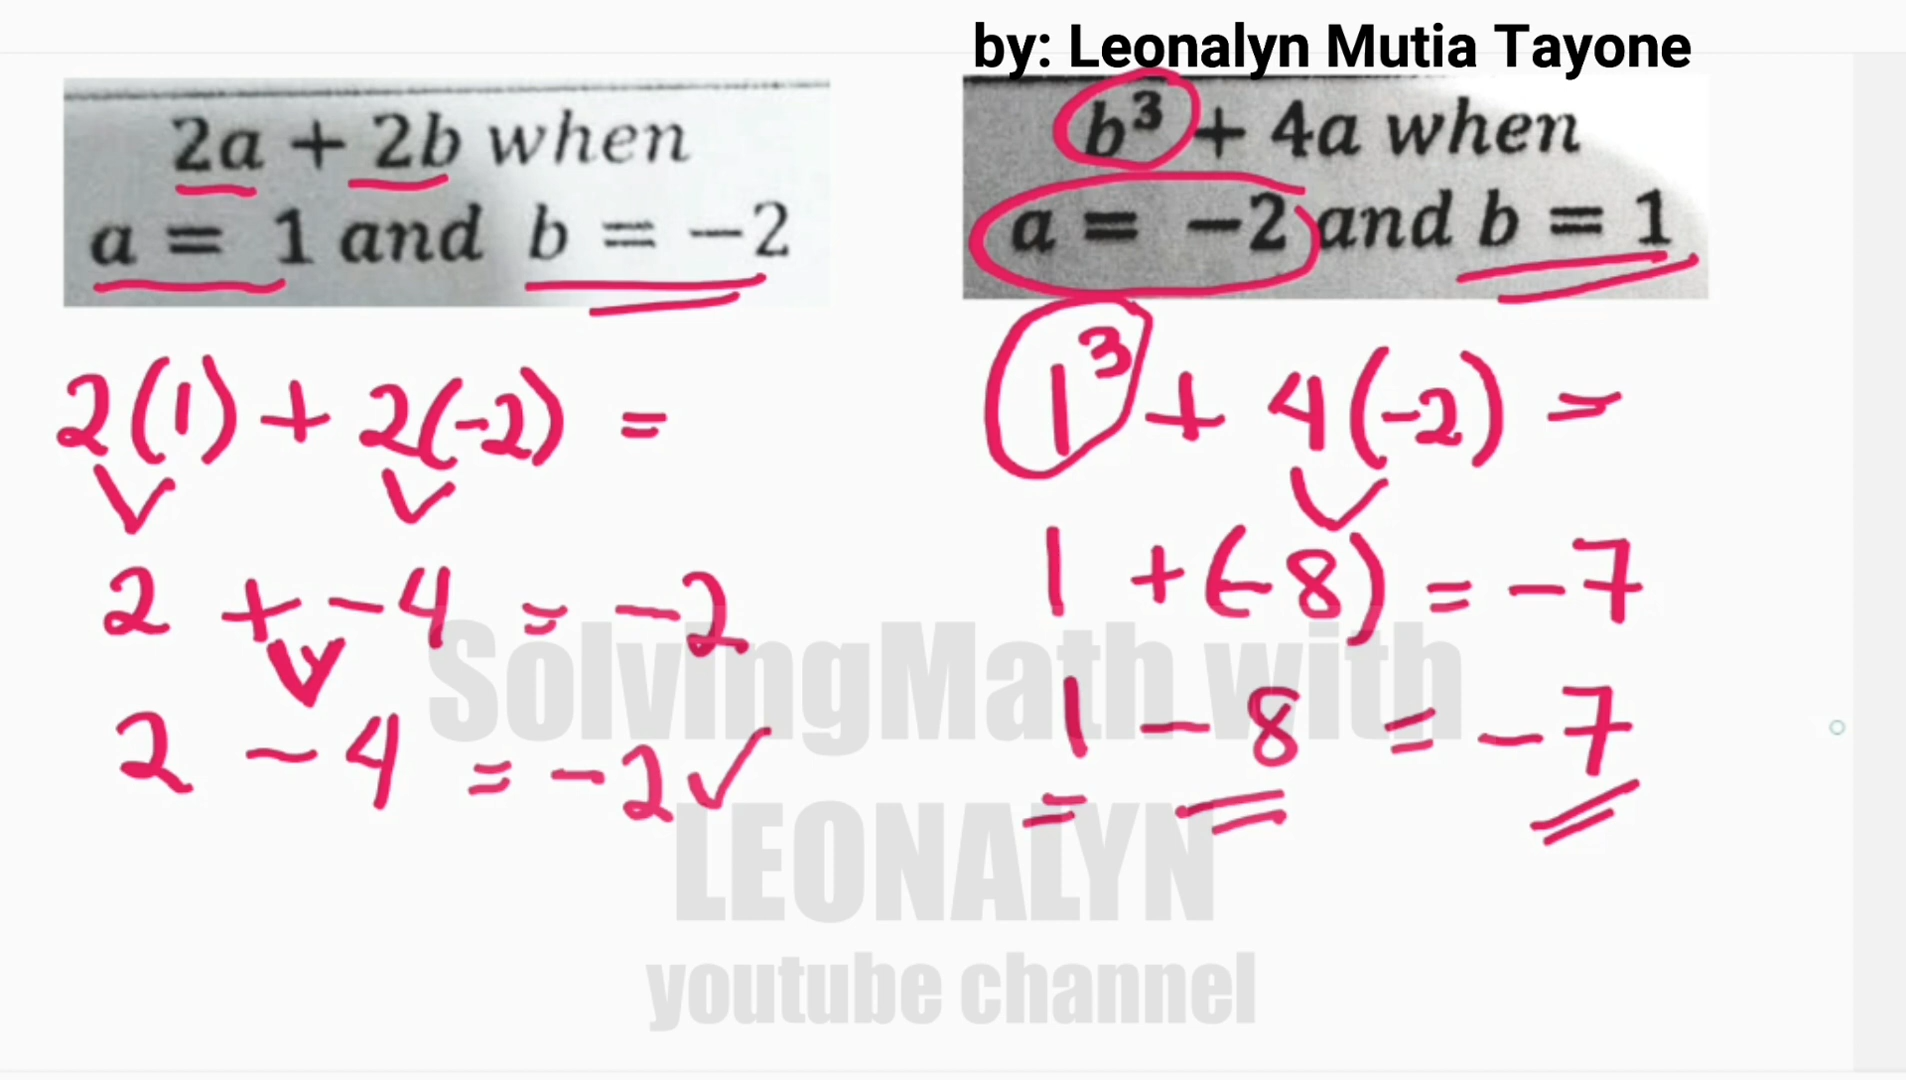 by: Leonalyn Mutia Tayone
2a + 2b when
a = 1 and b = −2
2(1) + 2(-2) =
2 + -4 = -2
2 - 4 = -2 ✓
b³ + 4a when
a = −2 and b = 1
1³ + 4(-2) =
1 + (-8) = -7
1 - 8 = -7
SolvingMath with
LEONALYN
youtube channel